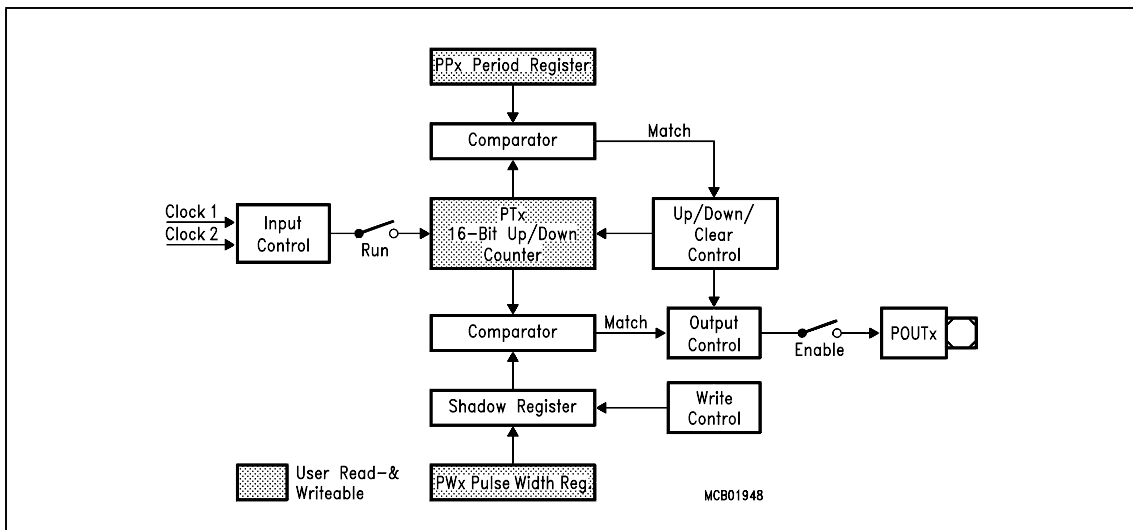 PPx Period Register
Comparator
Match
Clock 1
Clock 2
Input
Control
Run
PTx
16-Bit Up/Down
Counter
Up/Down/
Clear
Control
Comparator
Match
Output
Control
Enable
POUTx
Shadow Register
Write
Control
User Read-&
Writeable
PWx Pulse Width Reg.
MCB01948